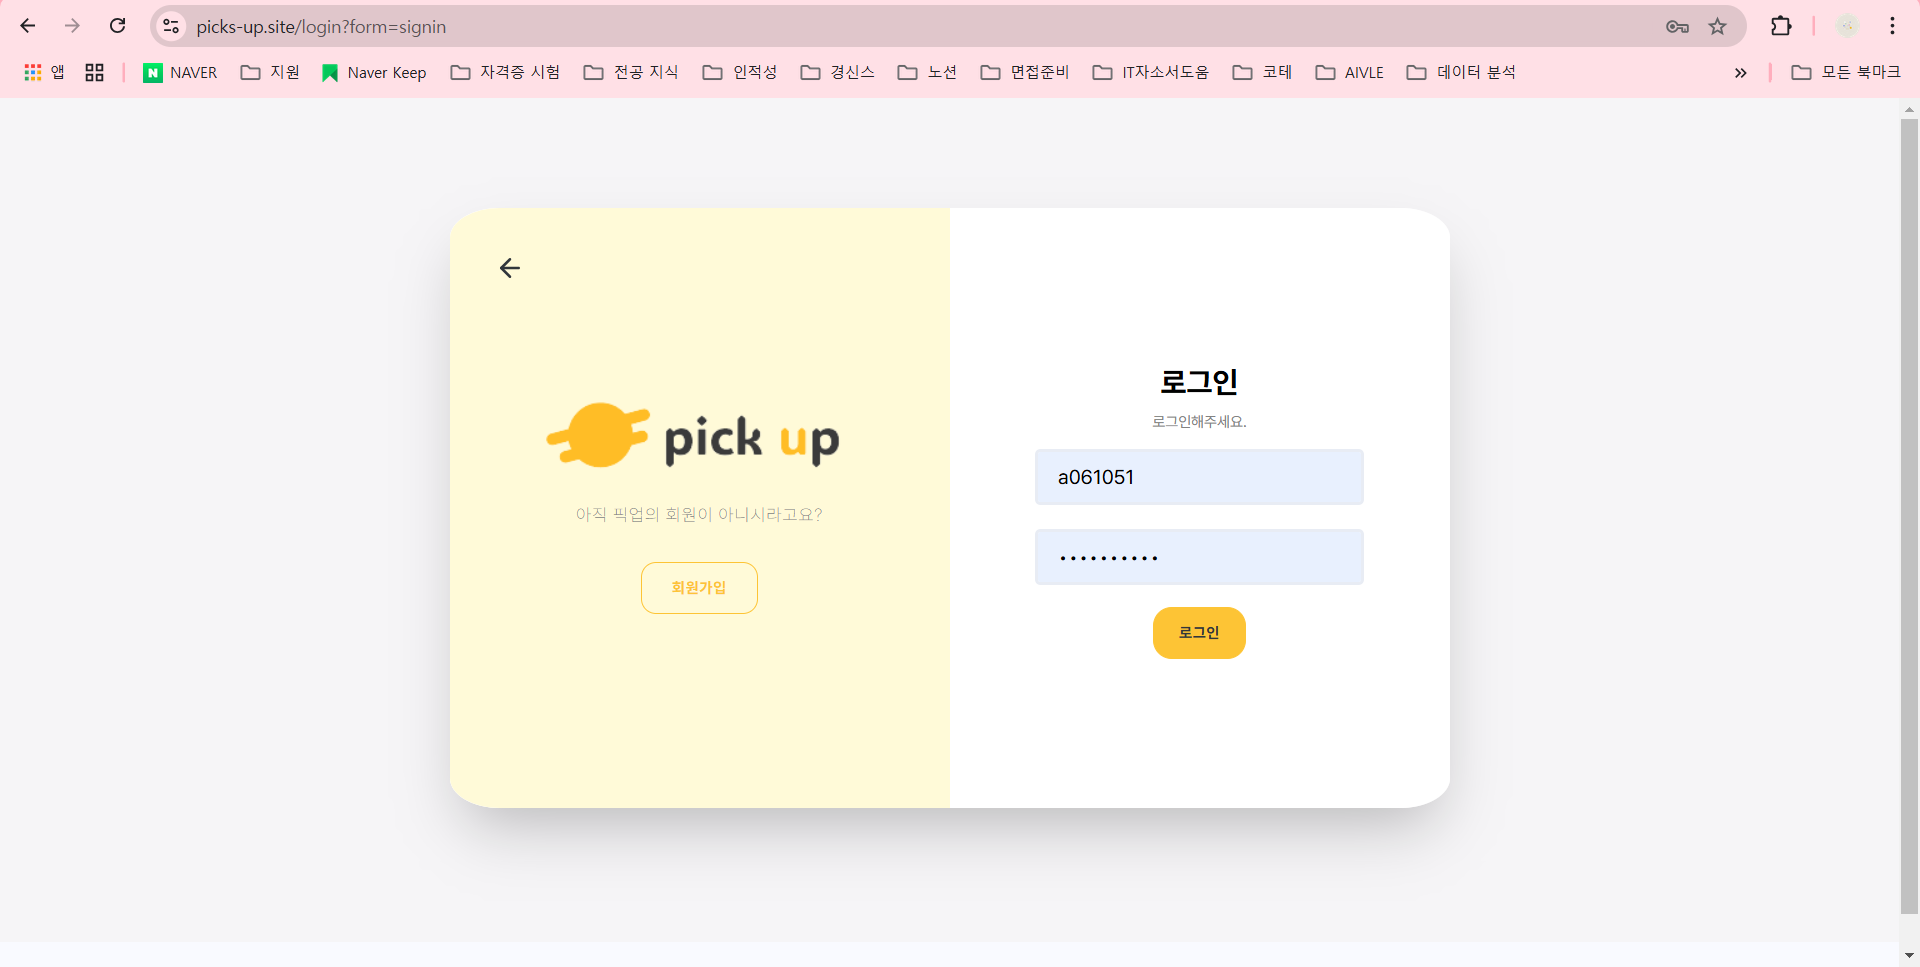 picks-up.site/login?form=signin
앱 NAVER 지원 Naver Keep 자격증 시험 전공 지식 인적성 경신스 노션 면접준비 IT자소서도움 코테 AIVLE 데이터 분석 » 모든 북마크
pick up
아직 픽업의 회원이 아니시라고요?
회원가입
로그인
로그인해주세요.
a061051
••••••••••
로그인